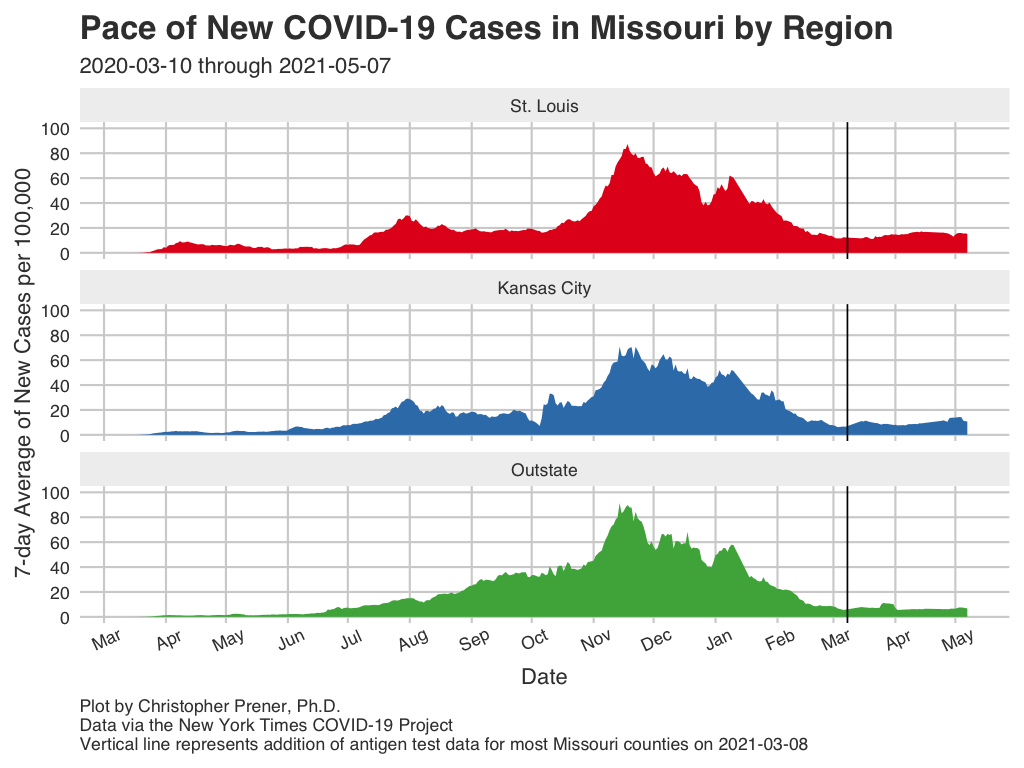 Pace of New COVID-19 Cases in Missouri by Region
2020-03-10 through 2021-05-07
7-day Average of New Cases per 100,000
St. Louis
100
80
60
40
20
0
Kansas City
100
80
60
40
20
0
Outstate
100
80
60
40
20
0
Mar Apr May Jun Jul Aug Sep Oct Nov Dec Jan Feb Mar Apr May
Date
Plot by Christopher Prener, Ph.D.
Data via the New York Times COVID-19 Project
Vertical line represents addition of antigen test data for most Missouri counties on 2021-03-08